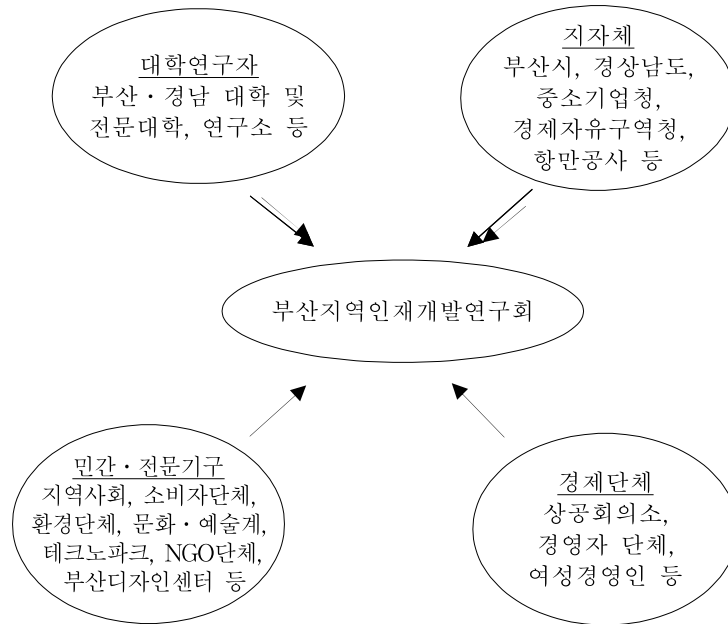 대학연구자
부산·경남 대학 및
전문대학, 연구소 등
지자체
부산시, 경상남도,
중소기업청,
경제자유구역청,
항만공사 등
부산지역인재개발연구회
민간·전문기구
지역사회, 소비자단체,
환경단체, 문화·예술계,
테크노파크, NGO단체,
부산디자인센터 등
경제단체
상공회의소,
경영자 단체,
여성경영인 등